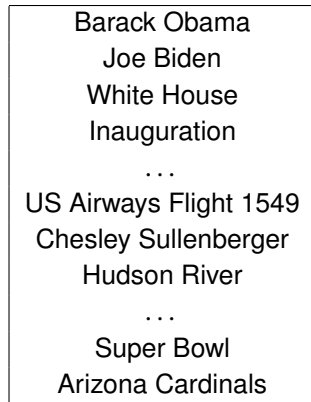 Barack Obama
Joe Biden
White House
Inauguration
...
US Airways Flight 1549
Chesley Sullenberger
Hudson River
...
Super Bowl
Arizona Cardinals